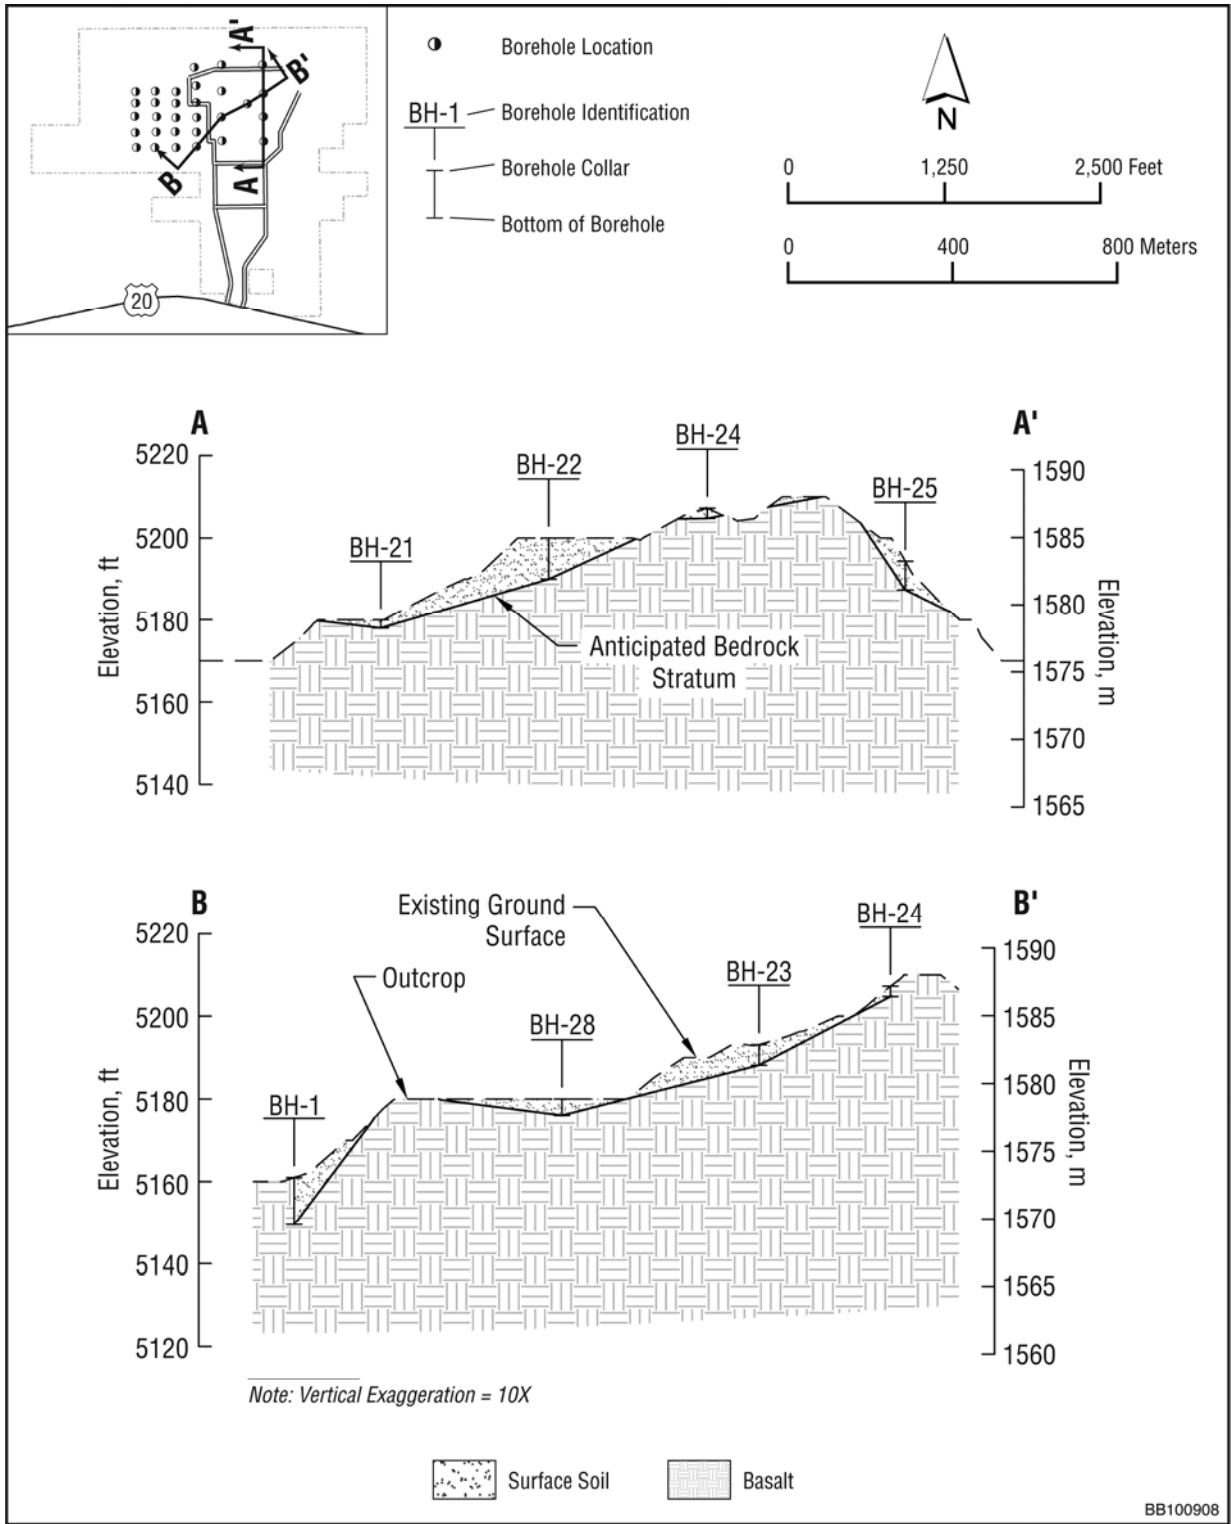 A'
B'
B
A
20
Borehole Location
BH-1
Borehole Identification
Borehole Collar
Bottom of Borehole
N
0 1,250 2,500 Feet
0 400 800 Meters
A
A'
5220
5200
5180
5160
5140
Elevation, ft
BH-21
BH-22
BH-24
BH-25
Anticipated Bedrock
Stratum
1590
1585
1580
1575
1570
1565
Elevation, m
B
B'
5220
5200
5180
5160
5140
5120
Elevation, ft
Existing Ground
Surface
Outcrop
BH-1
BH-28
BH-23
BH-24
1590
1585
1580
1575
1570
1565
1560
Elevation, m
Note: Vertical Exaggeration = 10X
Surface Soil
Basalt
BB100908